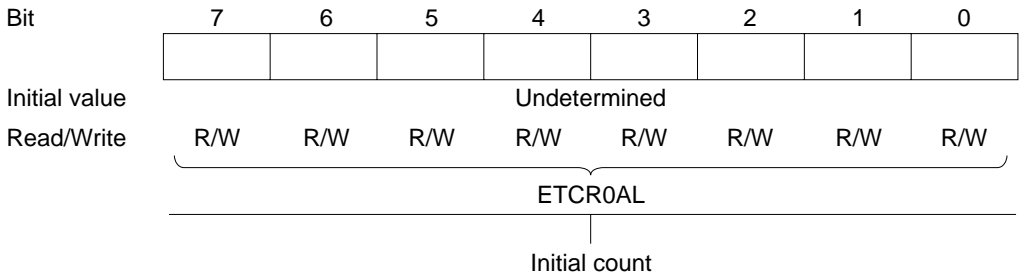 Bit 7 6 5 4 3 2 1 0
Initial value Undetermined
Read/Write R/W R/W R/W R/W R/W R/W R/W R/W
ETCR0AL
Initial count